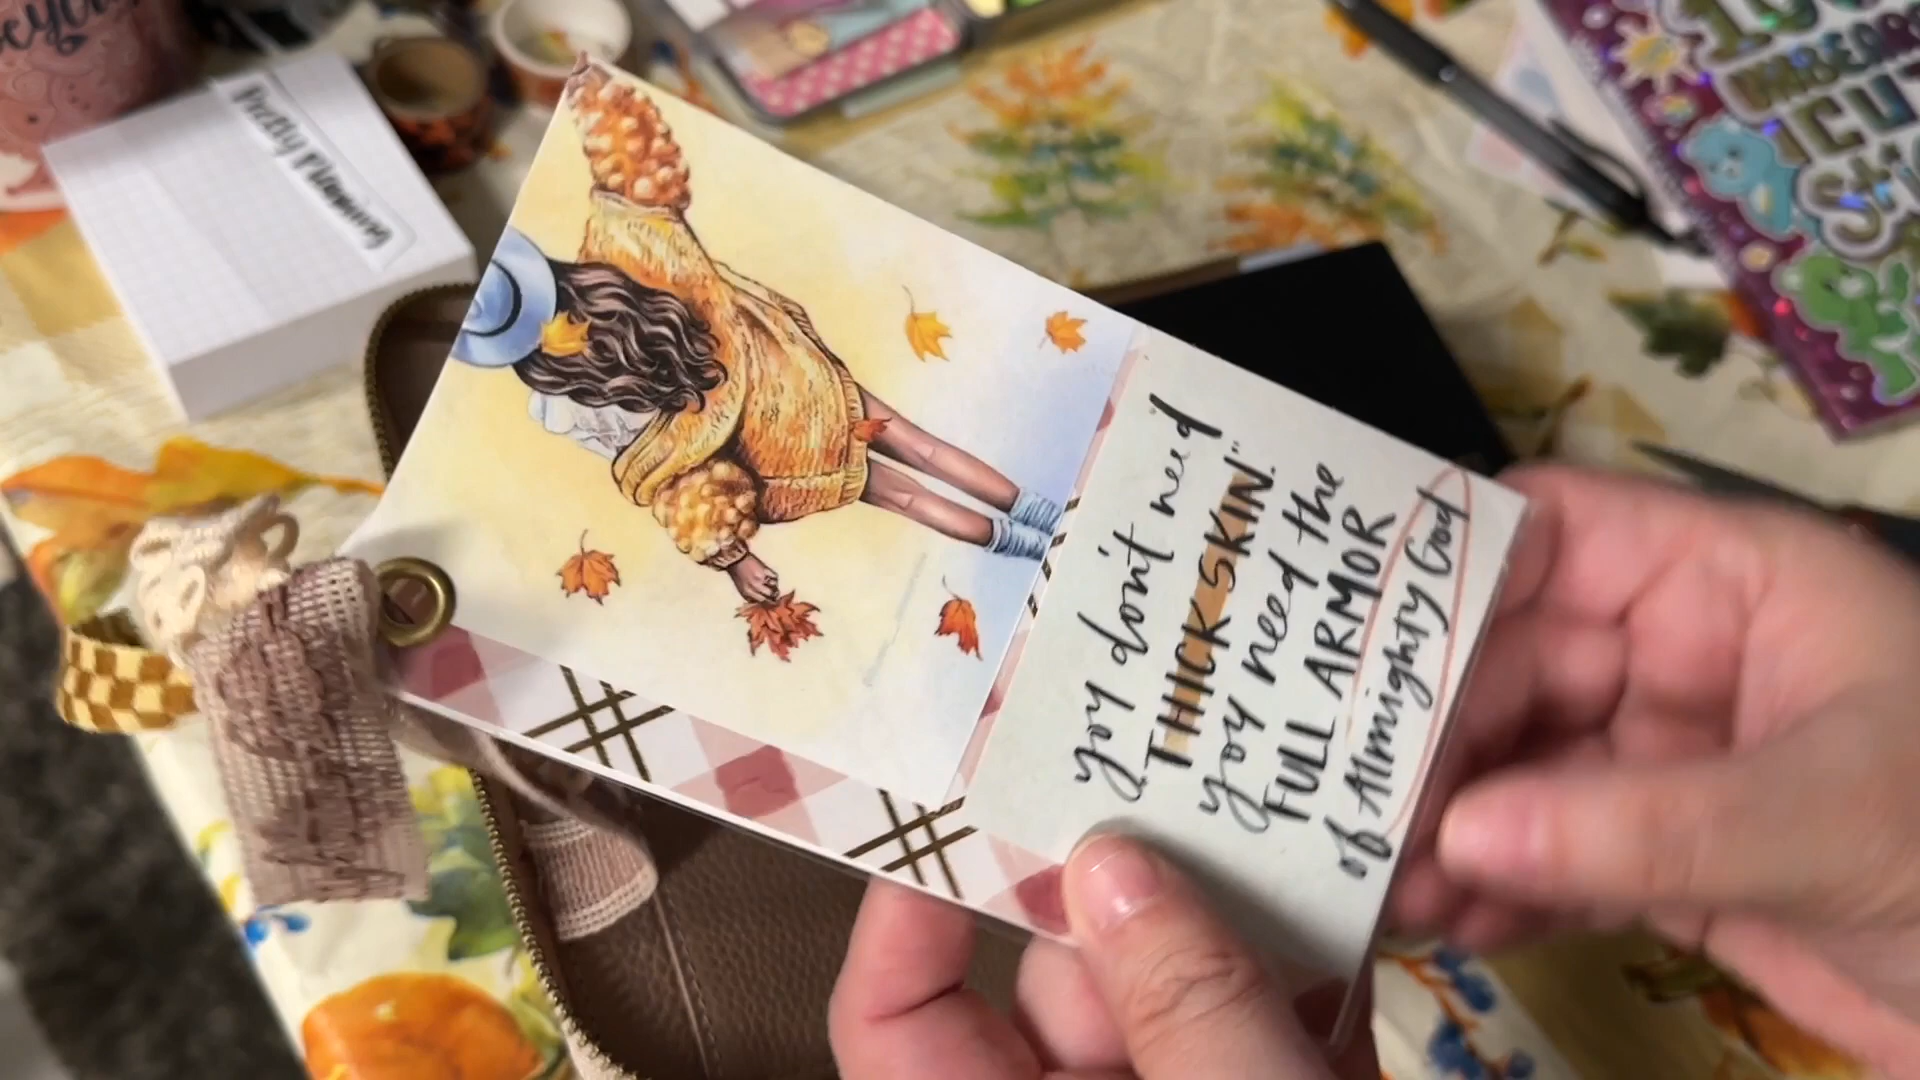 Pretty Planning
you don't need
"THICK SKIN."
you need the
FULL ARMOR
of Almighty God